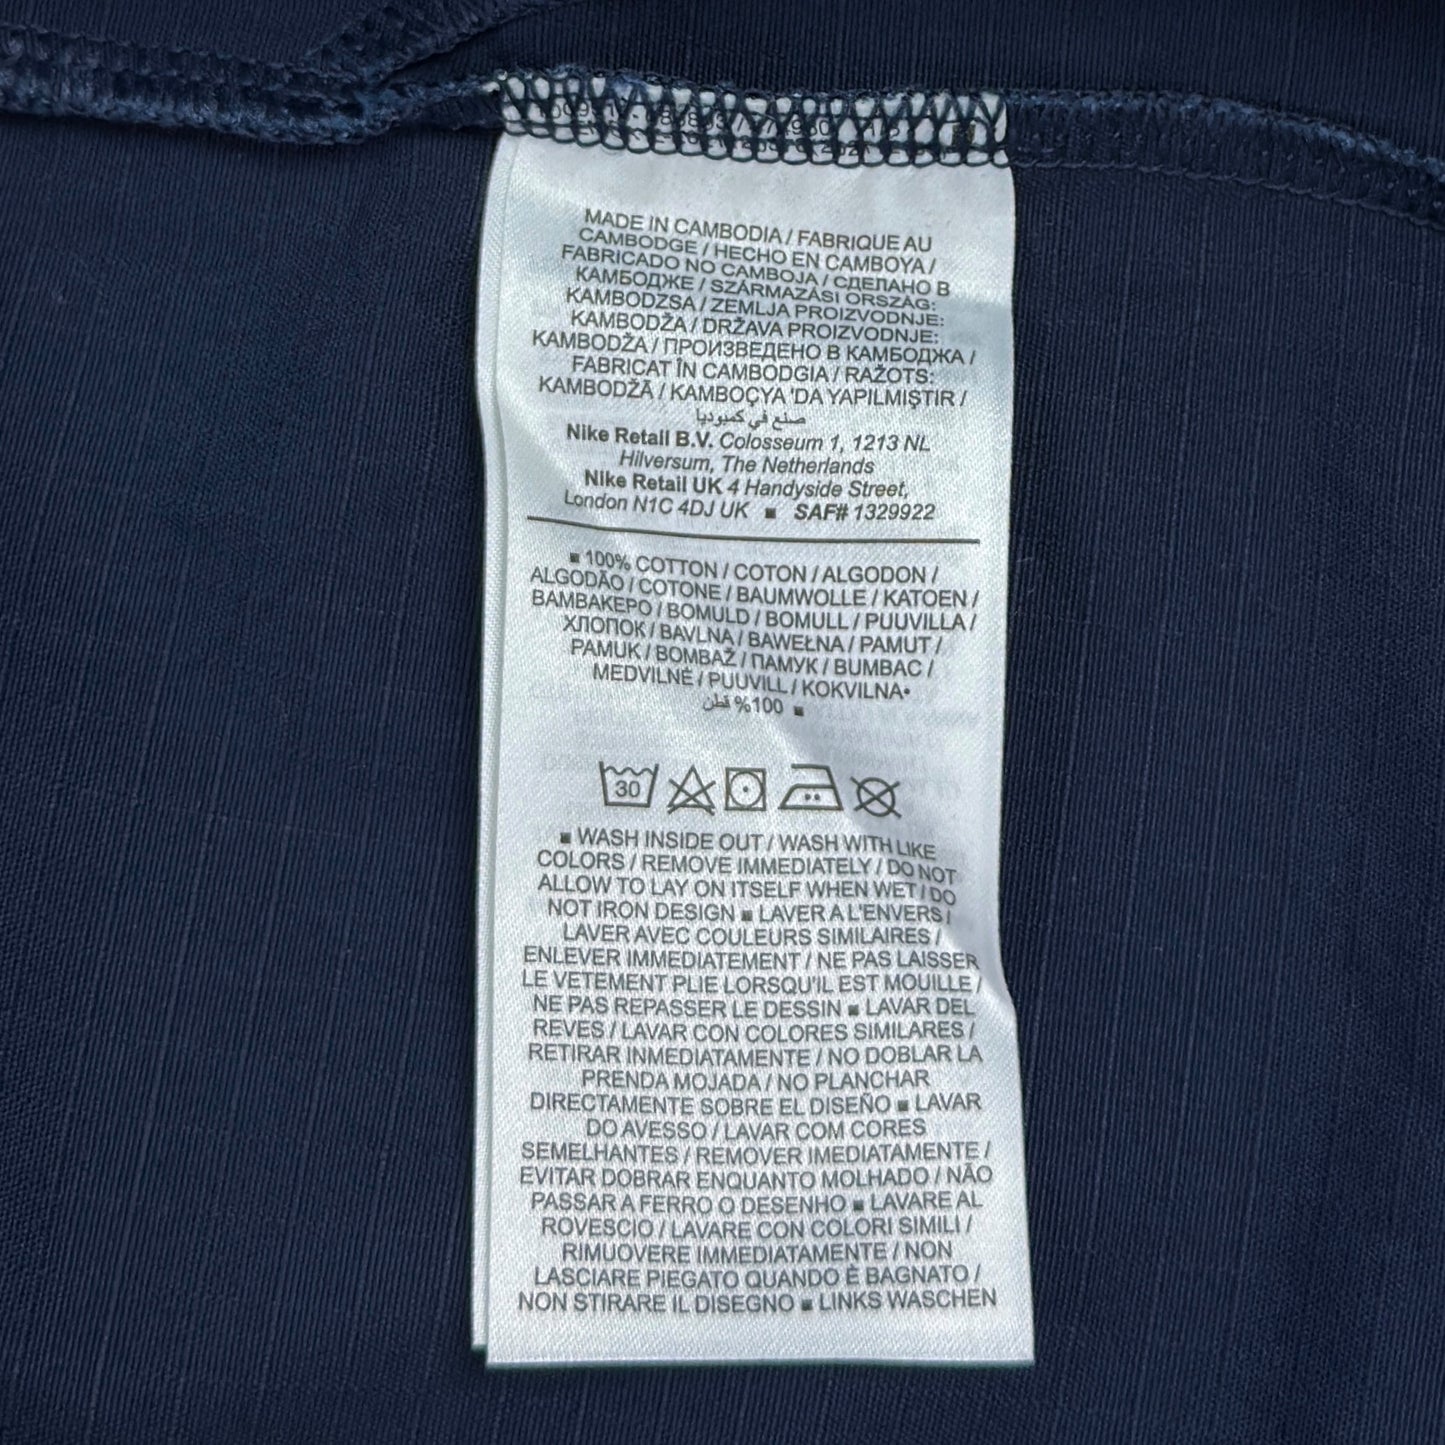 MADE IN CAMBODIA / FABRIQUE AU
CAMBODGE / HECHO EN CAMBOYA /
FABRICADO NO CAMBOJA / СДЕЛАНО В
КАМБОДЖЕ / SZÁRMAZÁSI ORSZÁG:
KAMBODZSA / ZEMLJA PROIZVODNJE:
KAMBODŽA / DRŽAVA PROIZVODNJE:
KAMBODŽA / ПРОИЗВЕДЕНО В КАМБОДЖА /
FABRICAT ÎN CAMBODGIA / RAŽOTS:
KAMBODŽĀ / KAMBOÇYA 'DA YAPILMIŞTIR /
صنع في كمبوديا
Nike Retail B.V. Colosseum 1, 1213 NL
Hilversum, The Netherlands
Nike Retail UK 4 Handyside Street,
London N1C 4DJ UK ■ SAF# 1329922
■ 100% COTTON / COTON / ALGODON /
ALGODÃO / COTONE / BAUMWOLLE / KATOEN /
ΒΑΜΒΑΚΕΡΟ / BOMULD / BOMULL / PUUVILLA /
ХЛОПОК / BAVLNA / BAWEŁNA / PAMUT /
PAMUK / BOMBAŽ / ПАМУК / BUMBAC /
MEDVILNĖ / PUUVILL / KOKVILNA•
100% قطن ■
30
■ WASH INSIDE OUT / WASH WITH LIKE
COLORS / REMOVE IMMEDIATELY / DO NOT
ALLOW TO LAY ON ITSELF WHEN WET / DO
NOT IRON DESIGN ■ LAVER A L'ENVERS /
LAVER AVEC COULEURS SIMILAIRES /
ENLEVER IMMEDIATEMENT / NE PAS LAISSER
LE VETEMENT PLIE LORSQU'IL EST MOUILLE /
NE PAS REPASSER LE DESSIN ■ LAVAR DEL
REVES / LAVAR CON COLORES SIMILARES /
RETIRAR INMEDIATAMENTE / NO DOBLAR LA
PRENDA MOJADA / NO PLANCHAR
DIRECTAMENTE SOBRE EL DISEÑO ■ LAVAR
DO AVESSO / LAVAR COM CORES
SEMELHANTES / REMOVER IMEDIATAMENTE /
EVITAR DOBRAR ENQUANTO MOLHADO / NÃO
PASSAR A FERRO O DESENHO ■ LAVARE AL
ROVESCIO / LAVARE CON COLORI SIMILI /
RIMUOVERE IMMEDIATAMENTE / NON
LASCIARE PIEGATO QUANDO È BAGNATO /
NON STIRARE IL DISEGNO ■ LINKS WASCHEN